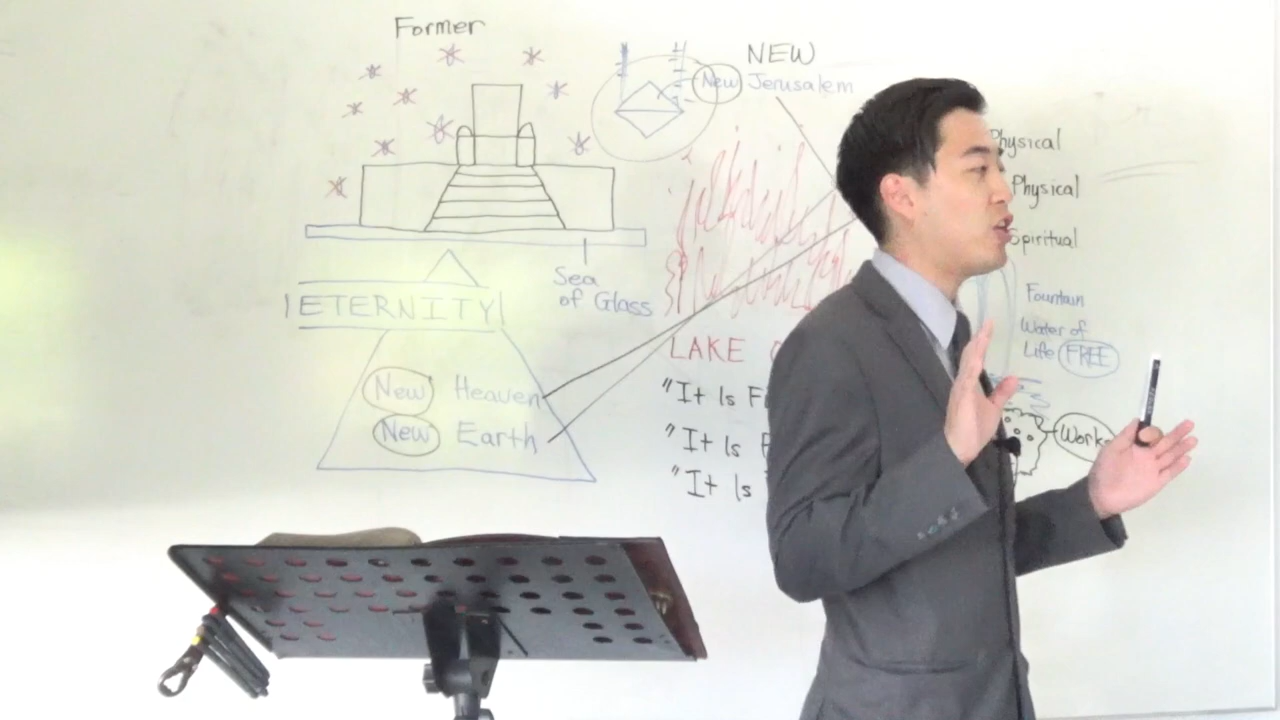 Former
NEW
New Jerusalem
Physical
Physical
Spiritual
Sea
of Glass
ETERNITY
Fountain
Water of
Life FREE
LAKE
New Heaven
New Earth
"It Is
"It Is
"It Is
Work